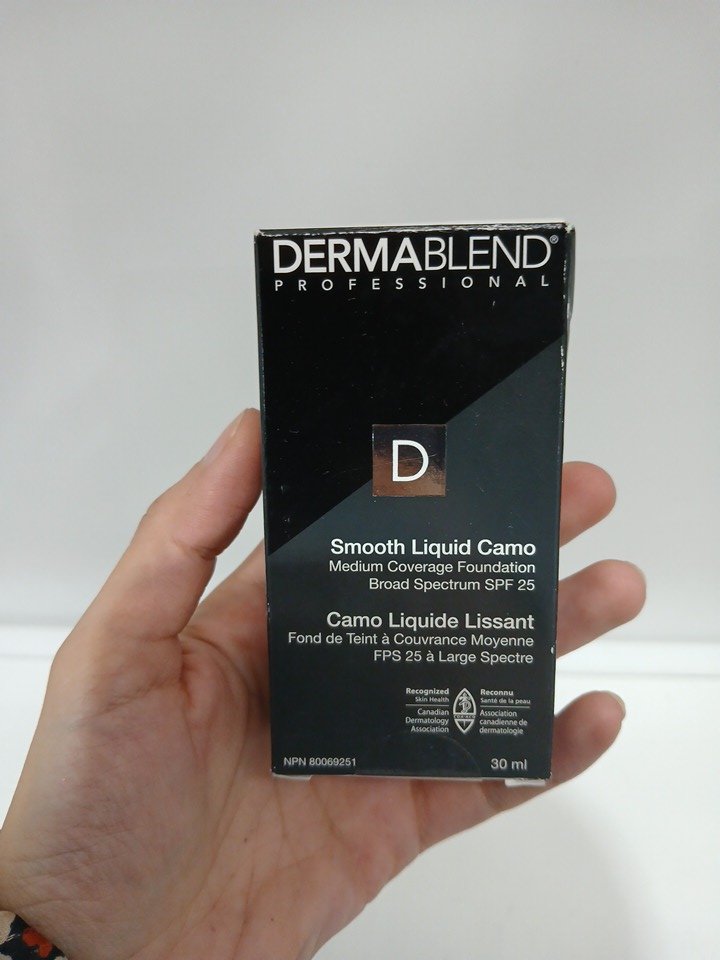 DERMABLEND®
PROFESSIONAL
D
Smooth Liquid Camo
Medium Coverage Foundation
Broad Spectrum SPF 25
Camo Liquide Lissant
Fond de Teint à Couvrance Moyenne
FPS 25 à Large Spectre
Recognized
Skin Health
Canadian
Dermatology
Association
Reconnu
Santé de la peau
Association
canadienne de
dermatologie
NPN 80069251
30 ml